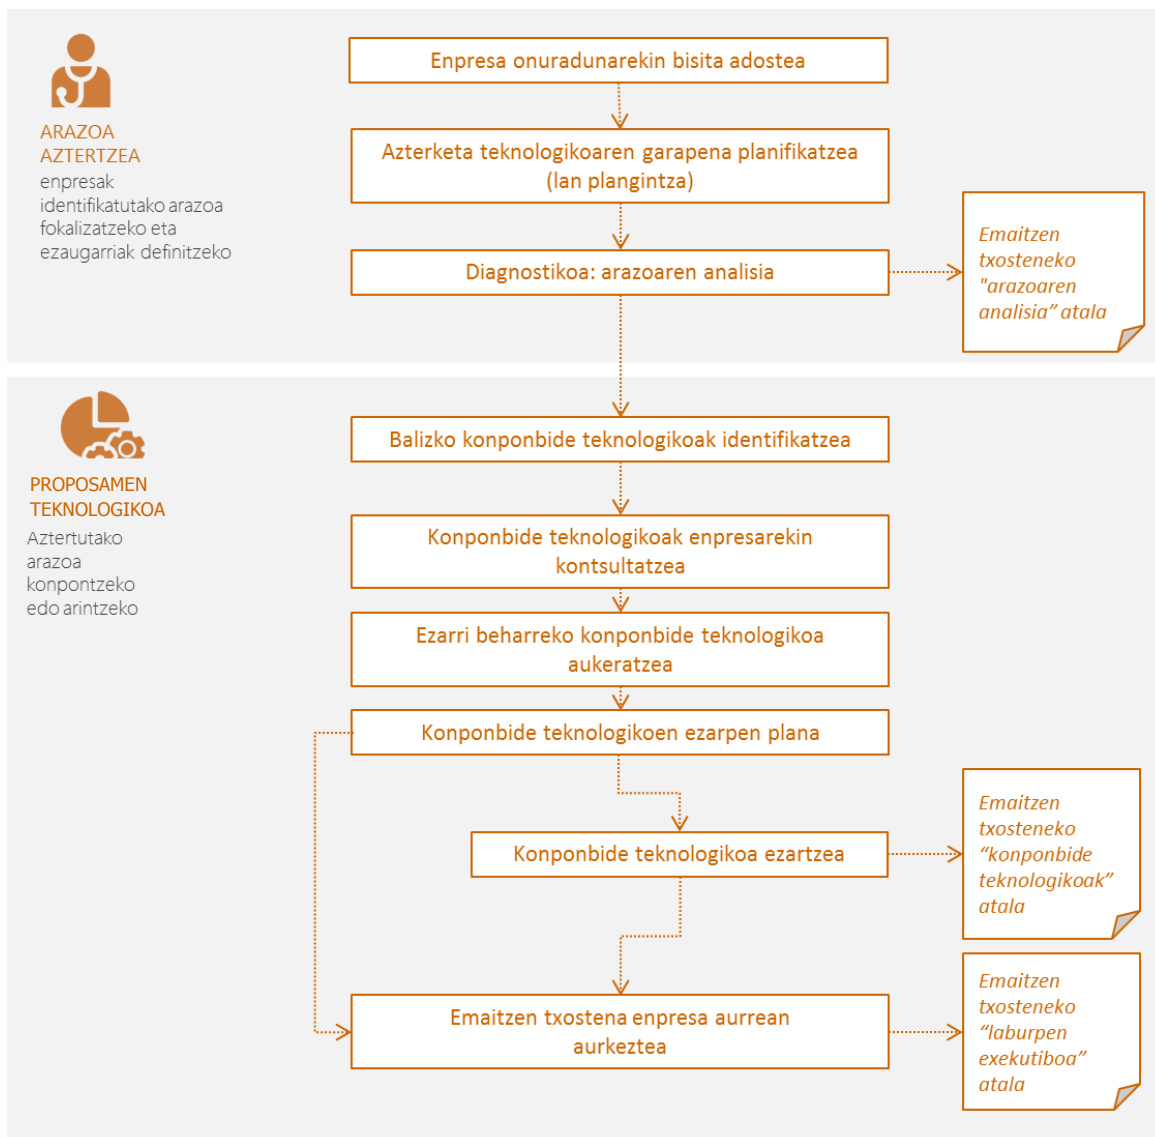 Enpresa onuradunarekin bisita adostea
ARAZOA
AZTERTZEA
enpresak
identifikatutako arazoa
fokalizatzeko eta
ezaugarriak definitzeko
Azterketa teknologikoaren garapena planifikatzea
(lan plangintza)
Diagnostikoa: arazoaren analisia
Emaitzen
txosteneko
"arazoaren
analisia” atala
PROPOSAMEN
TEKNOLOGIKOA
Aztertutako
arazoa
konpontzeko
edo arintzeko
Balizko konponbide teknologikoak identifikatzea
Konponbide teknologikoak enpresarekin
kontsultatzea
Ezarri beharreko konponbide teknologikoa
aukeratzea
Konponbide teknologikoen ezarpen plana
Konponbide teknologikoa ezartzea
Emaitzen
txosteneko
“konponbide
teknologikoak”
atala
Emaitzen txostena enpresa aurrean
aurkeztea
Emaitzen
txosteneko
“laburpen
exekutiboa”
atala